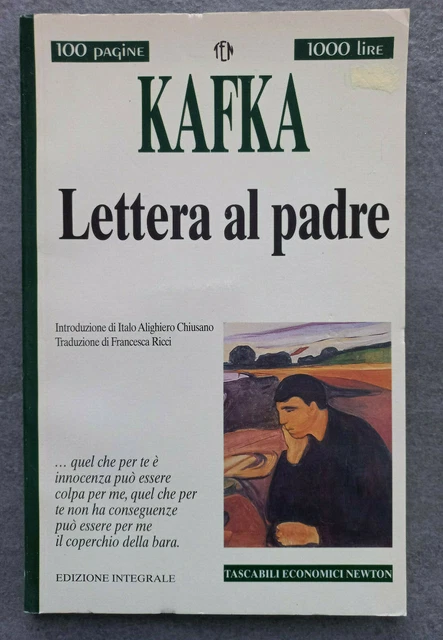 100 PAGINE
TEN
1000 LIRE
KAFKA
Lettera al padre
Introduzione di Italo Alighiero Chiusano
Traduzione di Francesca Ricci
... quel che per te è
innocenza può essere
colpa per me, quel che per
te non ha conseguenze
può essere per me
il coperchio della bara.
EDIZIONE INTEGRALE
TASCABILI ECONOMICI NEWTON